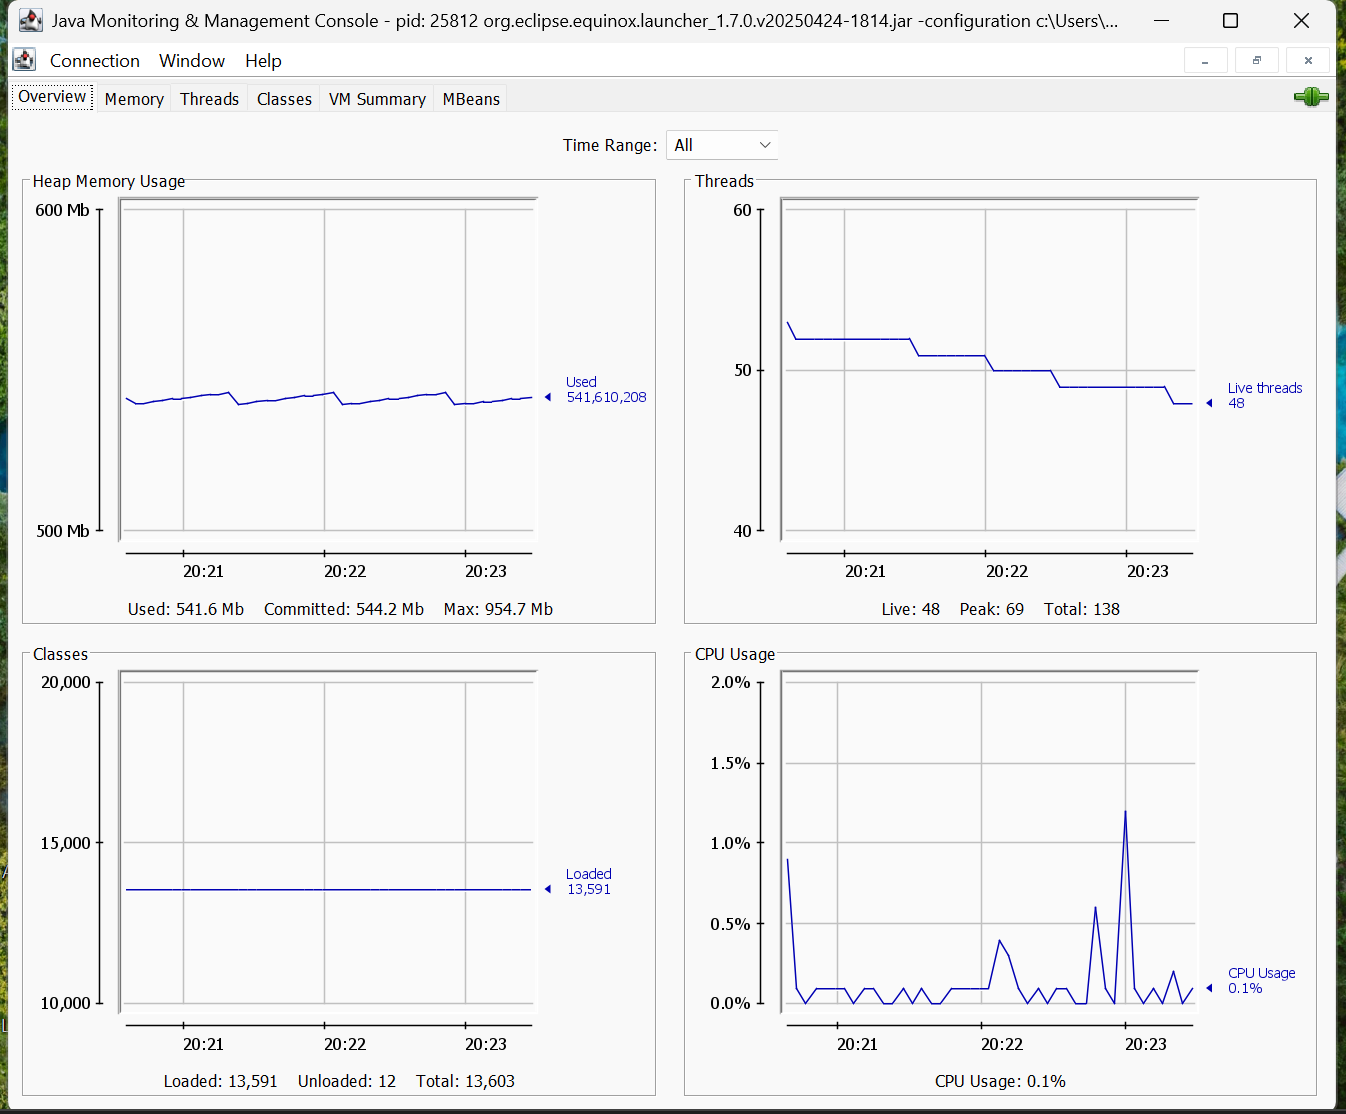 Java Monitoring & Management Console - pid: 25812 org.eclipse.equinox.launcher_1.7.0.v20250424-1814.jar -configuration c:\Users\...
Connection Window Help
Overview Memory Threads Classes VM Summary MBeans
Time Range: All
Heap Memory Usage
600 Mb
500 Mb
Used
541,610,208
20:21 20:22 20:23
Used: 541.6 Mb Committed: 544.2 Mb Max: 954.7 Mb
Threads
60
50
40
Live threads
48
20:21 20:22 20:23
Live: 48 Peak: 69 Total: 138
Classes
20,000
15,000
10,000
Loaded
13,591
20:21 20:22 20:23
Loaded: 13,591 Unloaded: 12 Total: 13,603
CPU Usage
2.0%
1.5%
1.0%
0.5%
0.0%
CPU Usage
0.1%
20:21 20:22 20:23
CPU Usage: 0.1%